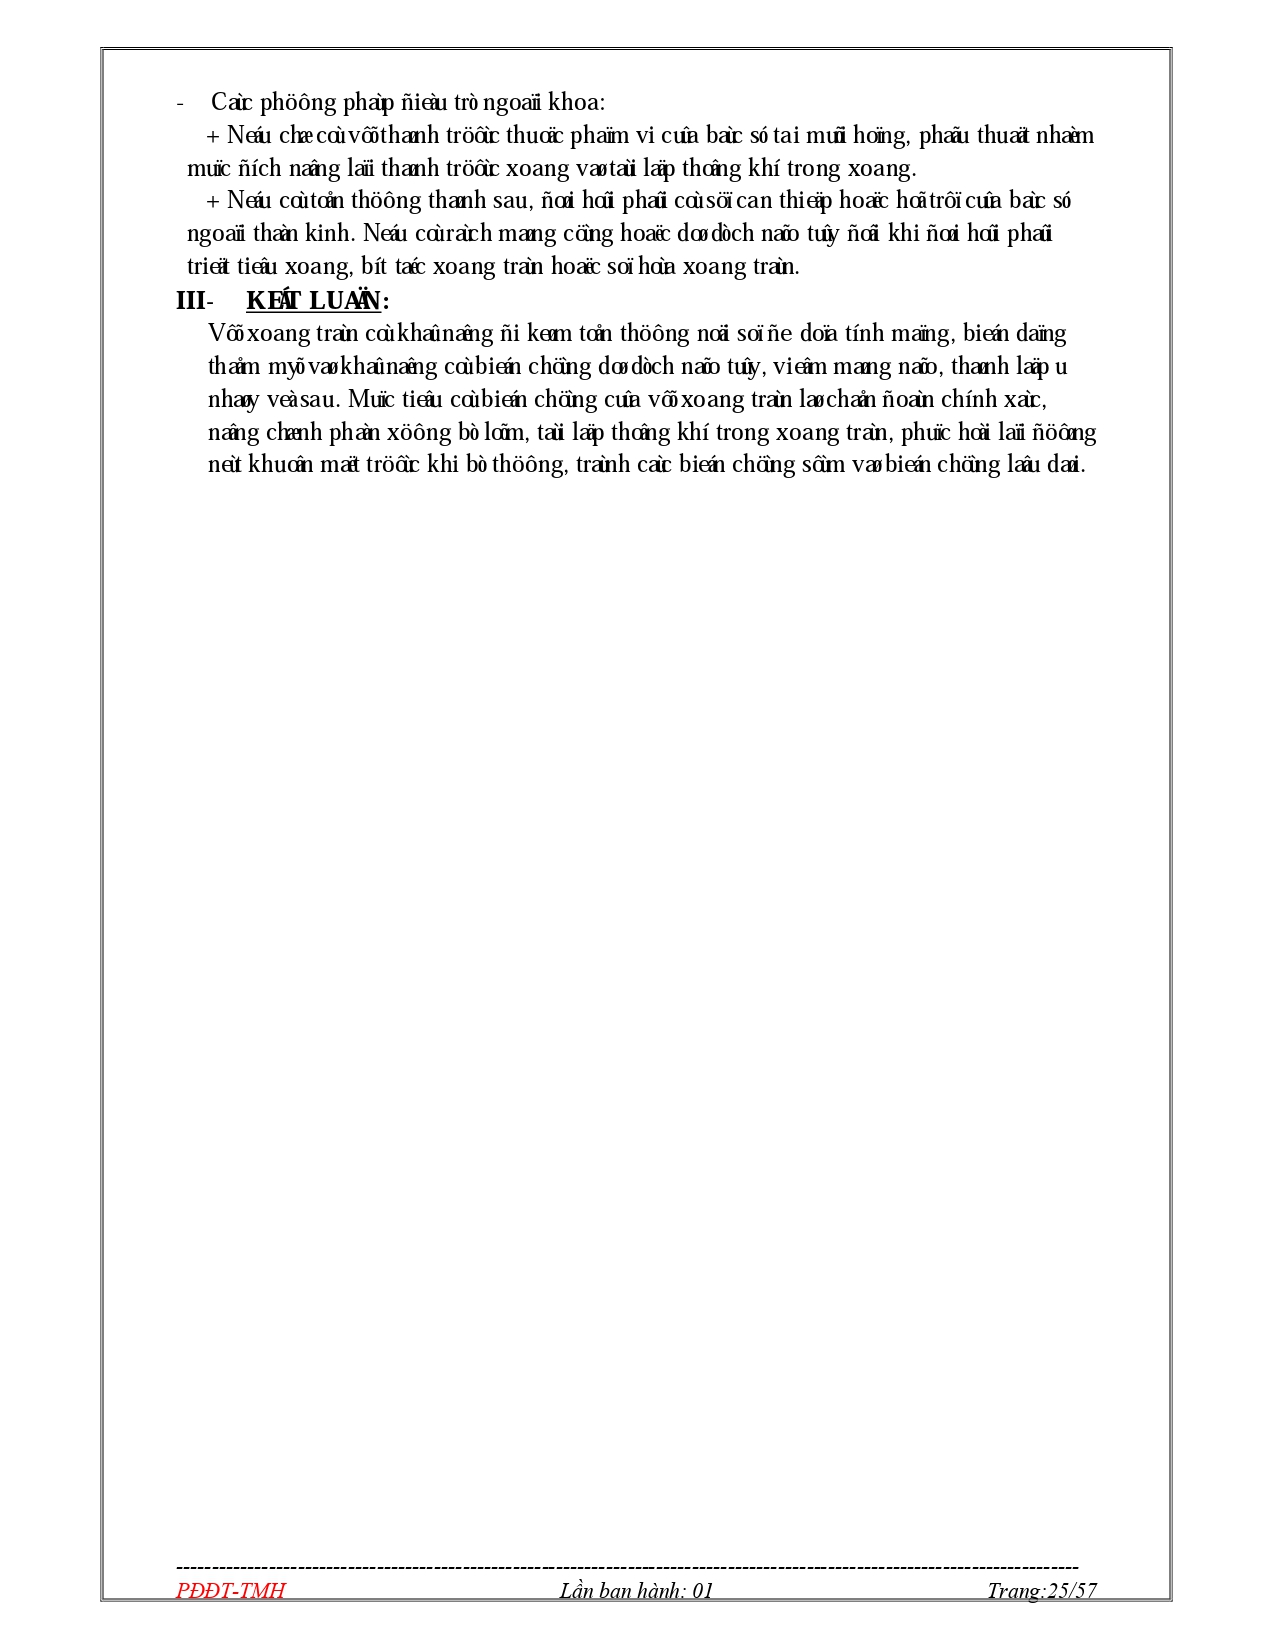 - Caùc phöông phaùp ñieàu trò ngoaïi khoa:
+ Neáu chæ coù vôõ thaønh tröôùc thuoäc phaïm vi cuûa baùc só tai muõi hoïng, phaãu thuaät nhaèm
muïc ñích naâng laïi thaønh tröôùc xoang vaø taùi laäp thoâng khí trong xoang.
+ Neáu coù toån thöông thaønh sau, ñoøi hoûi phaûi coù söï can thieäp hoaëc hoã trôï cuûa baùc só
ngoaïi thaàn kinh. Neáu coù raùch maøng cöùng hoaëc doø dòch naõo tuûy ñoâi khi ñoøi hoûi phaûi
trieät tieâu xoang, bít taéc xoang traùn hoaëc soï hoùa xoang traùn.
III- KEÁT LUAÄN:
Vôõ xoang traùn coù khaû naêng ñi keøm toån thöông noäi soï ñe doïa tính maïng, bieán daïng
thaåm myõ vaø khaû naêng coù bieán chöùng doø dòch naõo tuûy, vieâm maøng naõo, thaønh laäp u
nhaøy veà sau. Muïc tieâu coù bieán chöùng cuûa vôõ xoang traùn laø chaån ñoaùn chính xaùc,
naâng chænh phaàn xöông bò loõm, taùi laäp thoâng khí trong xoang traùn, phuïc hoài laïi ñöôøng
neùt khuoân maët tröôùc khi bò thöông, traùnh caùc bieán chöùng sôùm vaø bieán chöùng laâu daøi.
--------------------------------------------------------------------------------------------------------------------------------
PĐĐT-TMH Lần ban hành: 01 Trang:25/57